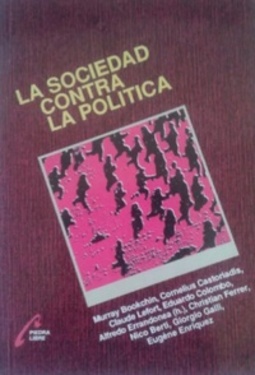 LA SOCIEDAD
CONTRA
LA POLITICA
Murray Bookchin, Cornelius Castoriadis,
Claude Lefort, Eduardo Colombo,
Alfredo Errandonea (h.), Christian Ferrer,
Nico Berti, Giorgio Galli,
Eugène Enriquez
PIEDRA
LIBRE